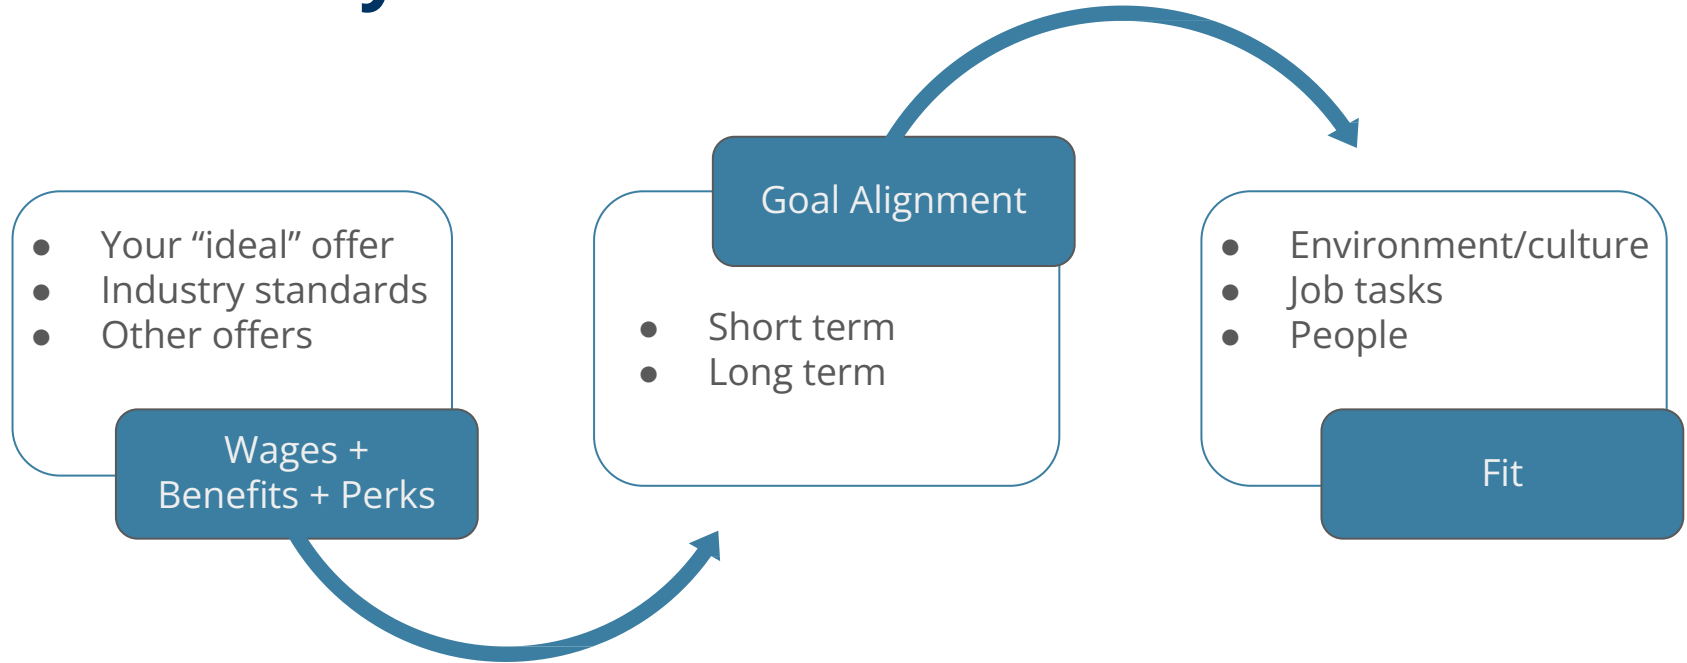 ● Your “ideal” offer
● Industry standards
● Other offers
Wages +
Benefits + Perks
Goal Alignment
● Short term
● Long term
● Environment/culture
● Job tasks
● People
Fit